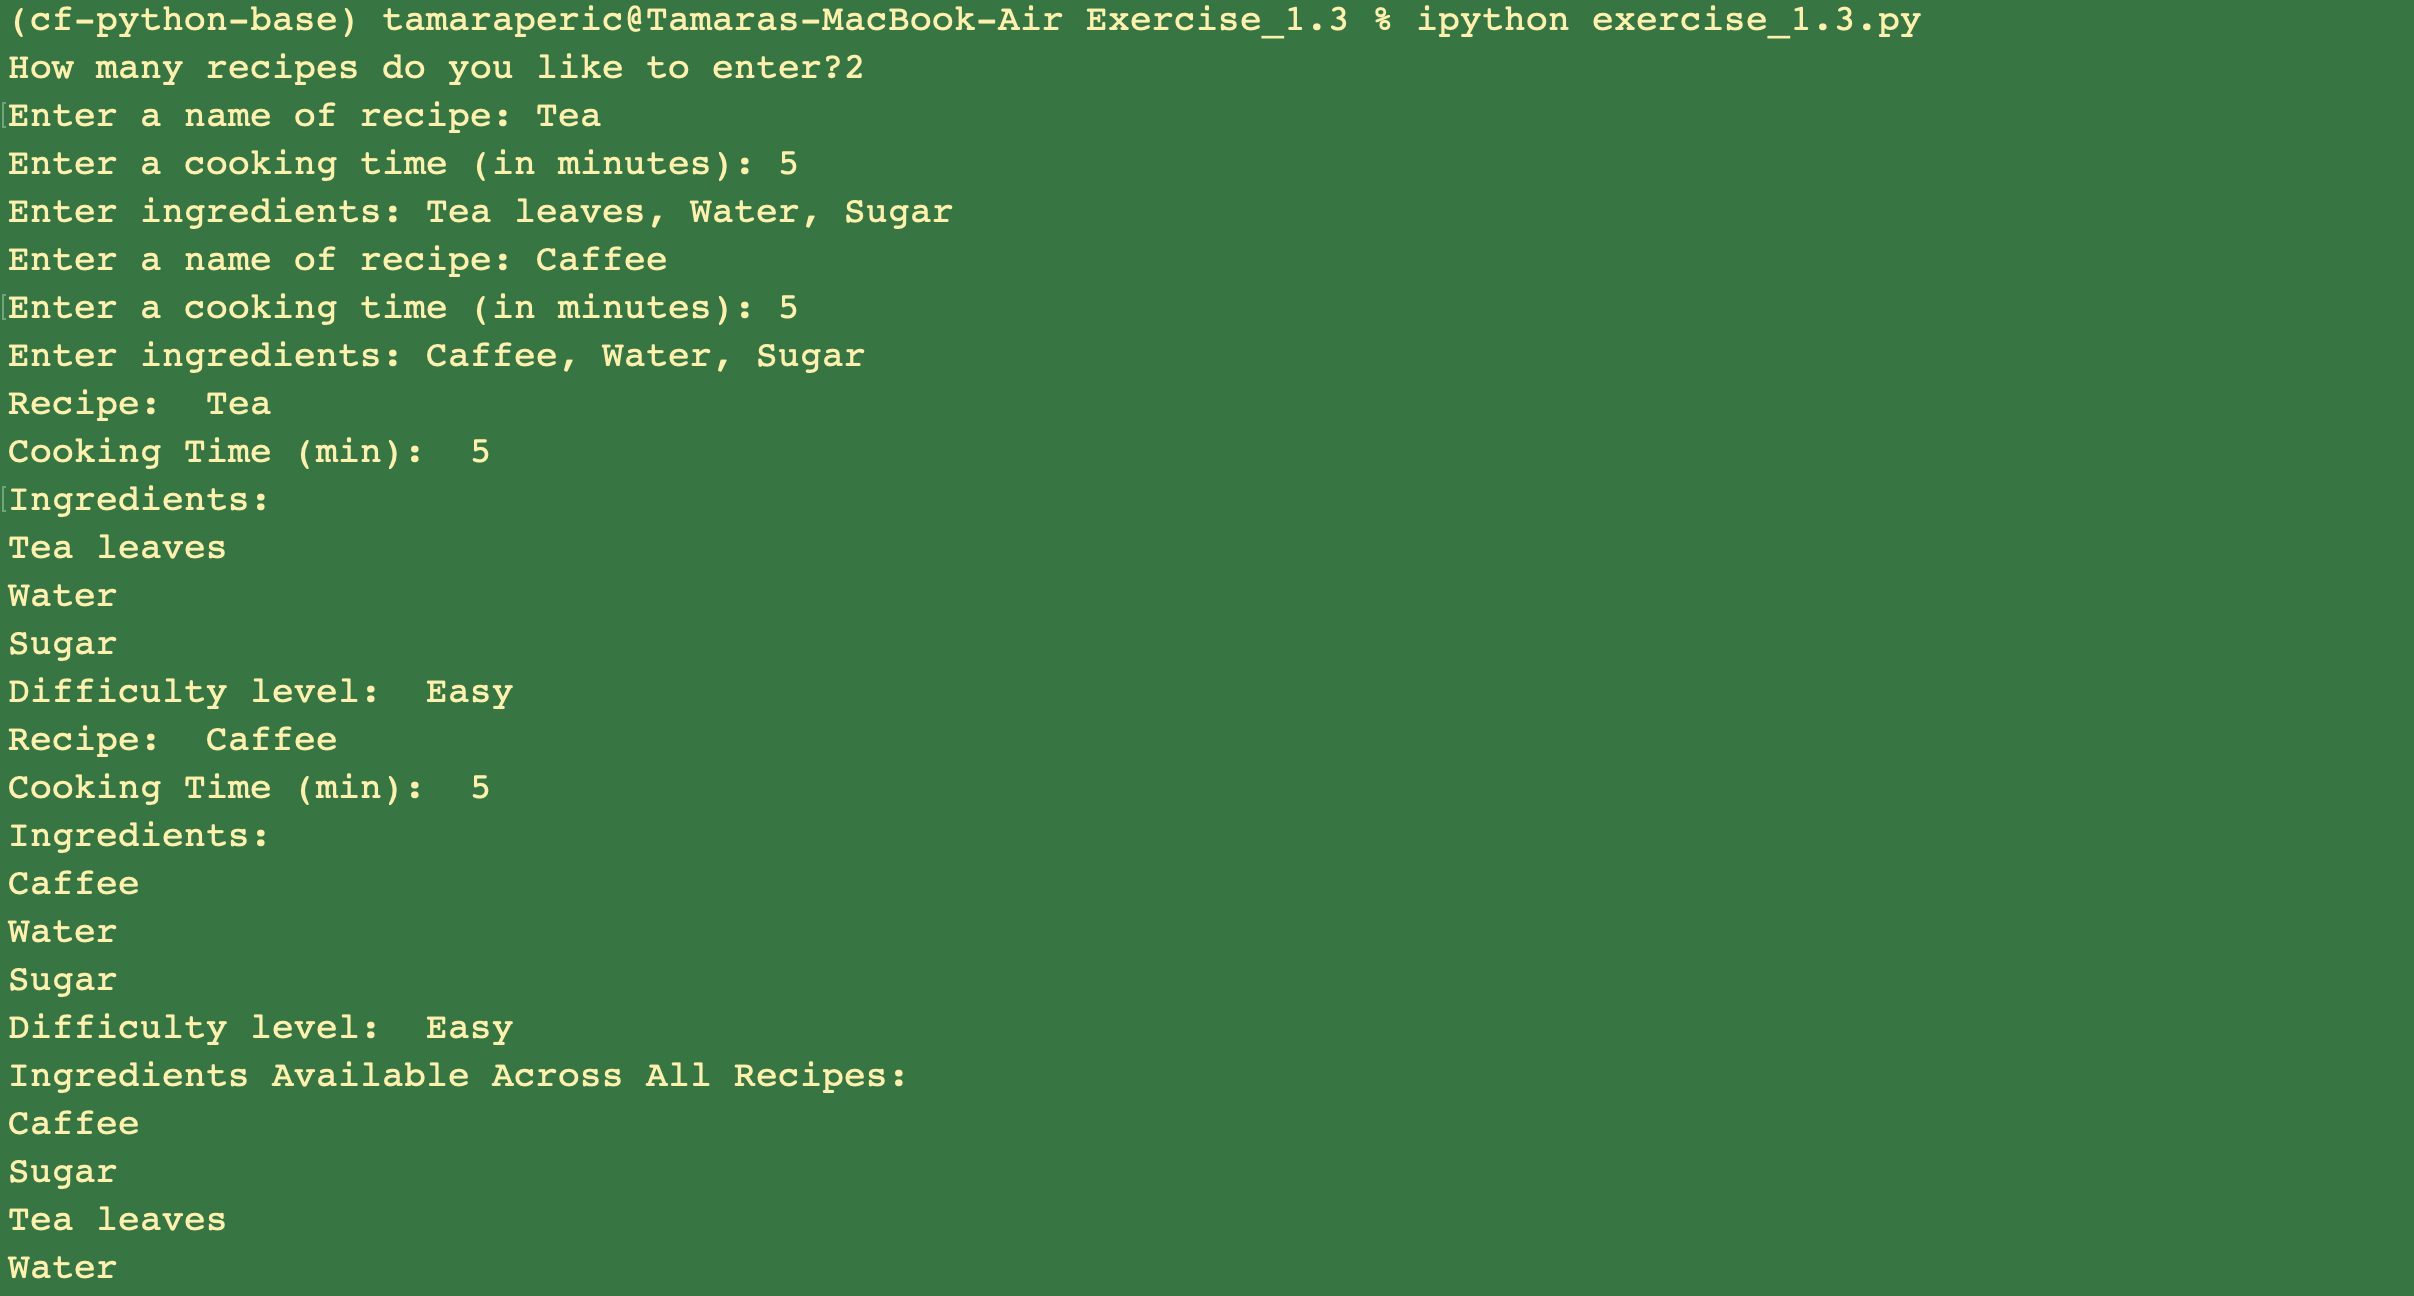 (cf-python-base) tamaraperic@Tamaras-MacBook-Air Exercise_1.3 % ipython exercise_1.3.py
How many recipes do you like to enter?2
Enter a name of recipe: Tea
Enter a cooking time (in minutes): 5
Enter ingredients: Tea leaves, Water, Sugar
Enter a name of recipe: Caffee
Enter a cooking time (in minutes): 5
Enter ingredients: Caffee, Water, Sugar
Recipe:  Tea
Cooking Time (min):  5
Ingredients:
Tea leaves
Water
Sugar
Difficulty level:  Easy
Recipe:  Caffee
Cooking Time (min):  5
Ingredients:
Caffee
Water
Sugar
Difficulty level:  Easy
Ingredients Available Across All Recipes:
Caffee
Sugar
Tea leaves
Water